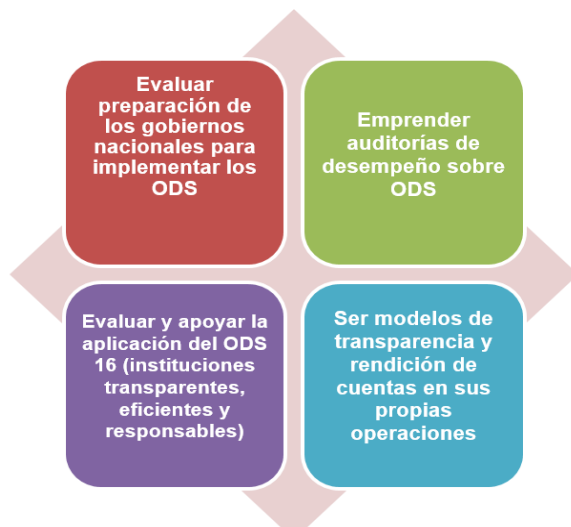 Evaluar
preparación de
los gobiernos
nacionales para
implementar los
ODS
Emprender
auditorías de
desempeño sobre
ODS
Evaluar y apoyar la
aplicación del ODS
16 (instituciones
transparentes,
eficientes y
responsables)
Ser modelos de
transparencia y
rendición de
cuentas en sus
propias
operaciones